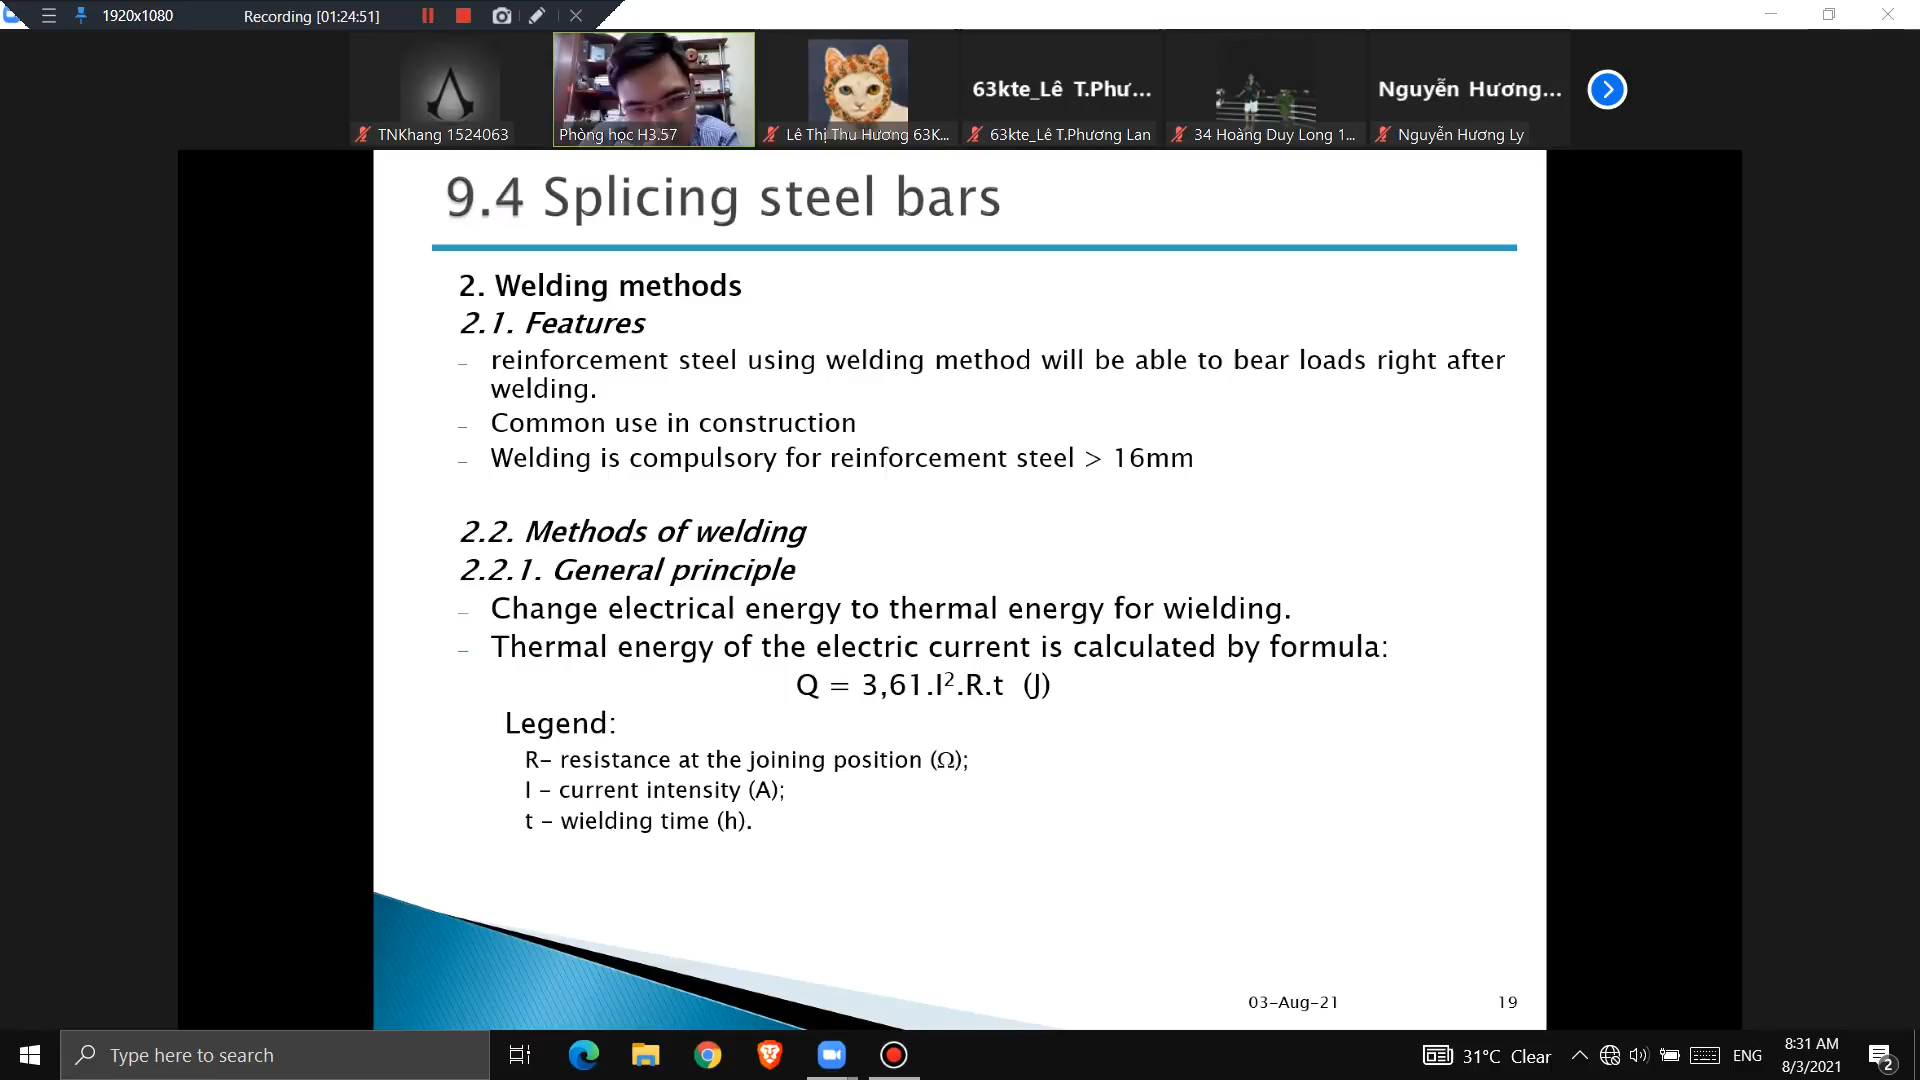 1920x1080
Recording [01:24:51]
63kte_Lê T.Phư...
Nguyễn Hương...
TNKhang 1524063
Phòng học H3.57
Lê Thị Thu Hương 63K...
63kte_Lê T.Phương Lan
34 Hoàng Duy Long 1...
Nguyễn Hương Ly
9.4 Splicing steel bars
2. Welding methods
2.1. Features
– reinforcement steel using welding method will be able to bear loads right after
welding.
– Common use in construction
– Welding is compulsory for reinforcement steel > 16mm
2.2. Methods of welding
2.2.1. General principle
– Change electrical energy to thermal energy for wielding.
– Thermal energy of the electric current is calculated by formula:
Q = 3,61.I².R.t (J)
Legend:
R– resistance at the joining position (Ω);
I – current intensity (A);
t – wielding time (h).
03-Aug-21
19
Type here to search
31°C Clear
ENG
8:31 AM
8/3/2021
2